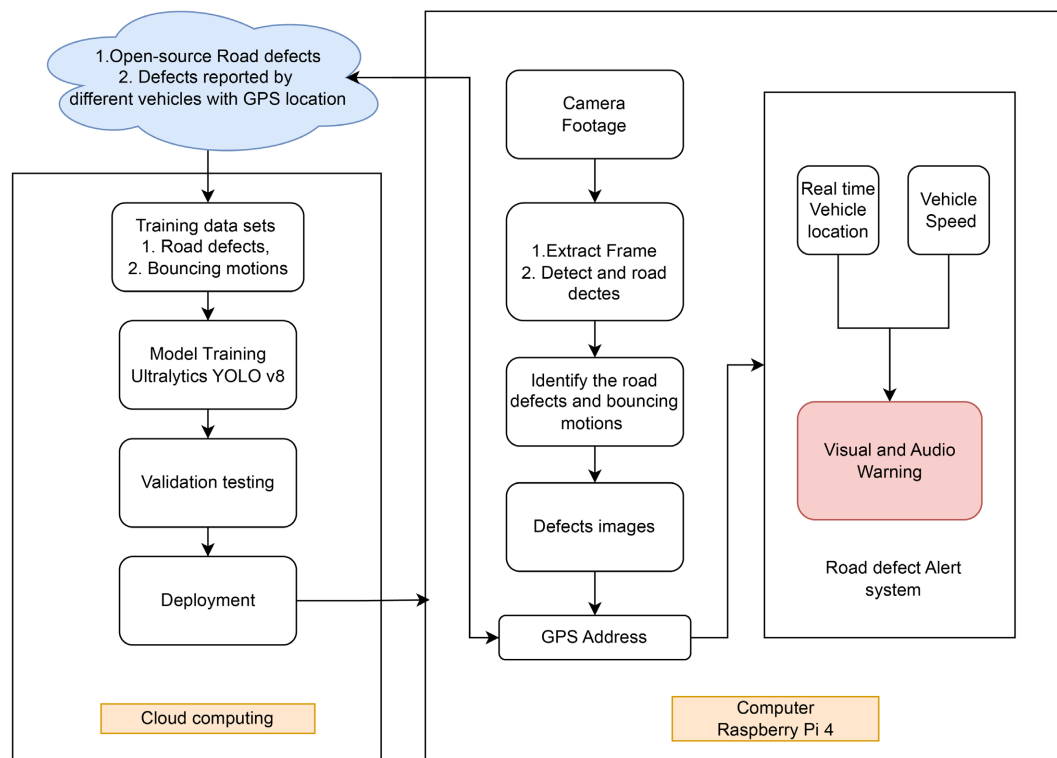 1.Open-source Road defects
2. Defects reported by
different vehicles with GPS location
Training data sets
1. Road defects,
2. Bouncing motions
Model Training
Ultralytics YOLO v8
Validation testing
Deployment
Cloud computing
Camera
Footage
1.Extract Frame
2. Detect and road
dectes
Identify the road
defects and bouncing
motions
Defects images
GPS Address
Real time
Vehicle
location
Vehicle
Speed
Visual and Audio
Warning
Road defect Alert
system
Computer
Raspberry Pi 4